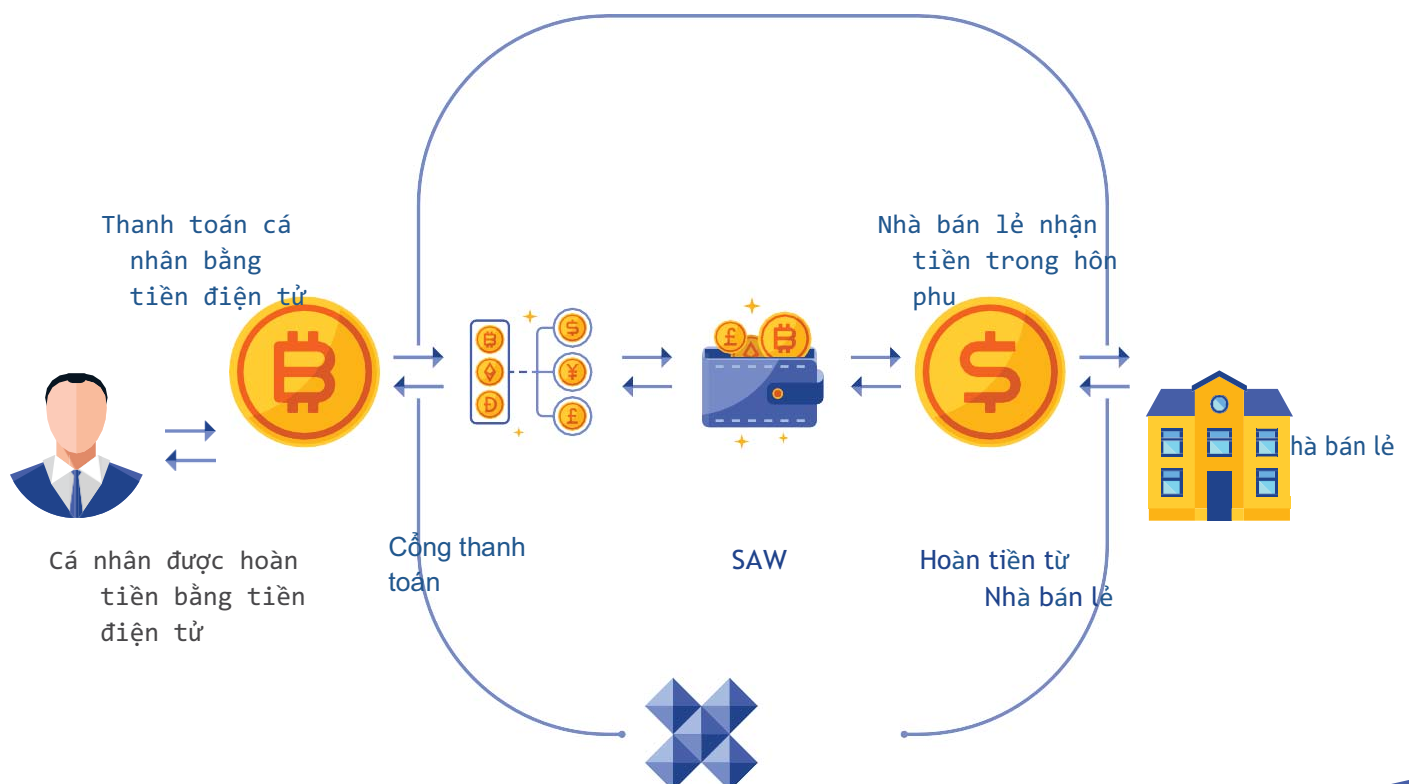 Thanh toán cá
nhân bằng
tiền điện tử
Nhà bán lẻ nhận
tiền trong hôn
phu
hà bán lẻ
Cá nhân được hoàn
tiền bằng tiền
điện tử
Cổng thanh
toán
SAW
Hoàn tiền từ
Nhà bán lẻ